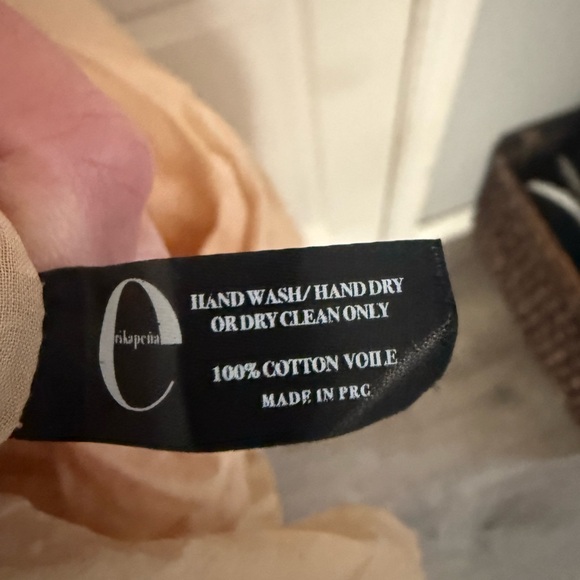 erikapeña
HAND WASH/ HAND DRY
OR DRY CLEAN ONLY
100% COTTON VOILE
MADE IN PRC